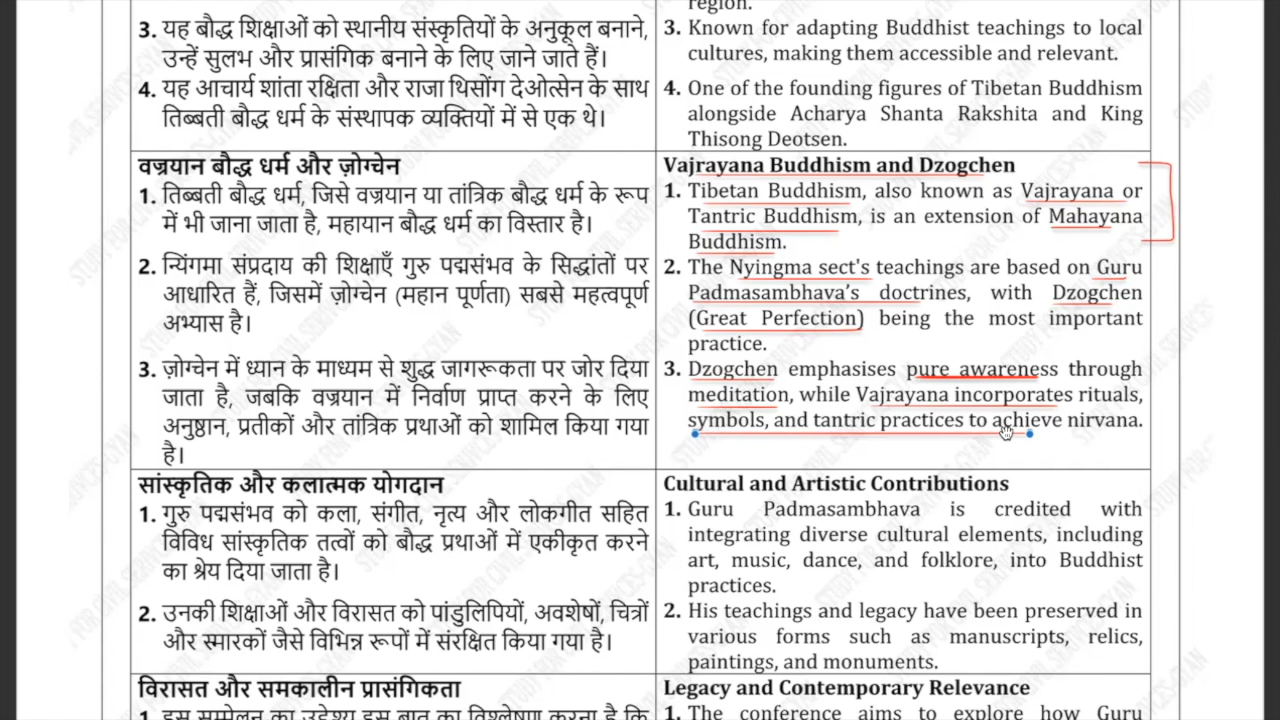 3. यह बौद्ध शिक्षाओं को स्थानीय संस्कृतियों के अनुकूल बनाने,
उन्हें सुलभ और प्रासंगिक बनाने के लिए जाने जाते हैं।
4. यह आचार्य शांता रक्षिता और राजा थिसोंग देओत्सेन के साथ
तिब्बती बौद्ध धर्म के संस्थापक व्यक्तियों में से एक थे।
region.
3. Known for adapting Buddhist teachings to local
cultures, making them accessible and relevant.
4. One of the founding figures of Tibetan Buddhism
alongside Acharya Shanta Rakshita and King
Thisong Deotsen.
वज्रयान बौद्ध धर्म और ज़ोग्चेन
1. तिब्बती बौद्ध धर्म, जिसे वज्रयान या तांत्रिक बौद्ध धर्म के रूप
में भी जाना जाता है, महायान बौद्ध धर्म का विस्तार है।
2. न्यिंगमा संप्रदाय की शिक्षाएँ गुरु पद्मसंभव के सिद्धांतों पर
आधारित हैं, जिसमें ज़ोग्चेन (महान पूर्णता) सबसे महत्वपूर्ण
अभ्यास है।
3. ज़ोग्चेन में ध्यान के माध्यम से शुद्ध जागरूकता पर जोर दिया
जाता है, जबकि वज्रयान में निर्वाण प्राप्त करने के लिए
अनुष्ठान, प्रतीकों और तांत्रिक प्रथाओं को शामिल किया गया
है।
Vajrayana Buddhism and Dzogchen
1. Tibetan Buddhism, also known as Vajrayana or
Tantric Buddhism, is an extension of Mahayana
Buddhism.
2. The Nyingma sect's teachings are based on Guru
Padmasambhava's doctrines, with Dzogchen
(Great Perfection) being the most important
practice.
3. Dzogchen emphasises pure awareness through
meditation, while Vajrayana incorporates rituals,
symbols, and tantric practices to achieve nirvana.
सांस्कृतिक और कलात्मक योगदान
1. गुरु पद्मसंभव को कला, संगीत, नृत्य और लोकगीत सहित
विविध सांस्कृतिक तत्वों को बौद्ध प्रथाओं में एकीकृत करने
का श्रेय दिया जाता है।
2. उनकी शिक्षाओं और विरासत को पांडुलिपियों, अवशेषों, चित्रों
और स्मारकों जैसे विभिन्न रूपों में संरक्षित किया गया है।
Cultural and Artistic Contributions
1. Guru Padmasambhava is credited with
integrating diverse cultural elements, including
art, music, dance, and folklore, into Buddhist
practices.
2. His teachings and legacy have been preserved in
various forms such as manuscripts, relics,
paintings, and monuments.
विरासत और समकालीन प्रासंगिकता
1. इस सम्मेलन का उद्देश्य इस बात का विश्लेषण करना है कि
Legacy and Contemporary Relevance
1. The conference aims to explore how Guru